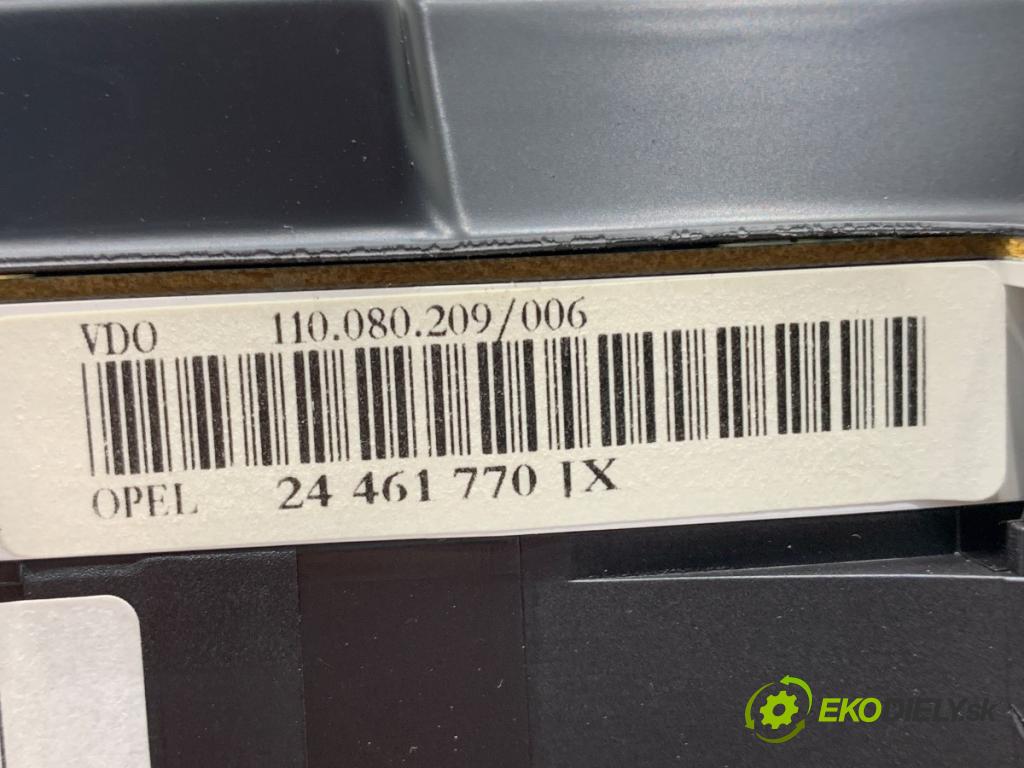 VDO 110.080.209/006
OPEL 24 461 770 JX
EKODIELY.sk